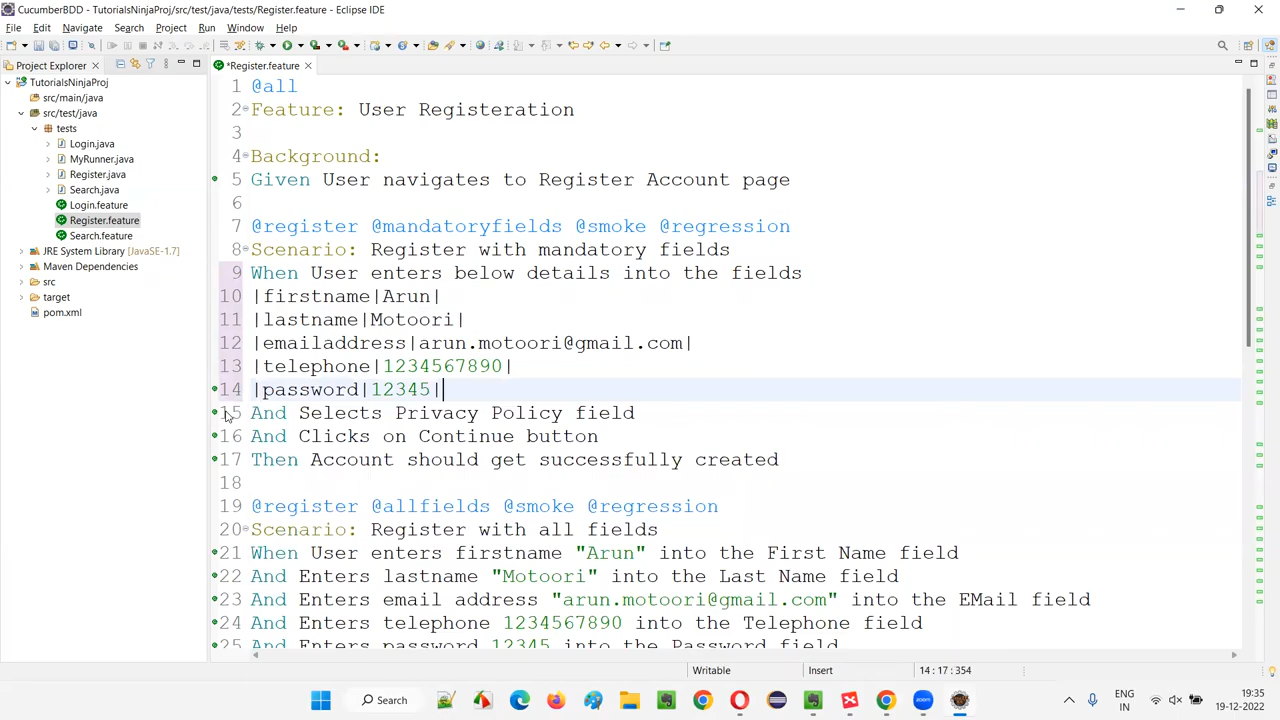 CucumberBDD - TutorialsNinjaProj/src/test/java/tests/Register.feature - Eclipse IDE
File Edit Navigate Search Project Run Window Help
Project Explorer
*Register.feature
TutorialsNinjaProj
src/main/java
src/test/java
tests
Login.java
MyRunner.java
Register.java
Search.java
Login.feature
Register.feature
Search.feature
JRE System Library [JavaSE-1.7]
Maven Dependencies
src
target
pom.xml
1 @all
2 Feature: User Registeration
3
4 Background:
5 Given User navigates to Register Account page
6
7 @register @mandatoryfields @smoke @regression
8 Scenario: Register with mandatory fields
9 When User enters below details into the fields
10 |firstname|Arun|
11 |lastname|Motoori|
12 |emailaddress|arun.motoori@gmail.com|
13 |telephone|1234567890|
14 |password|12345|
15 And Selects Privacy Policy field
16 And Clicks on Continue button
17 Then Account should get successfully created
18
19 @register @allfields @smoke @regression
20 Scenario: Register with all fields
21 When User enters firstname "Arun" into the First Name field
22 And Enters lastname "Motoori" into the Last Name field
23 And Enters email address "arun.motoori@gmail.com" into the EMail field
24 And Enters telephone 1234567890 into the Telephone field
25 And Enters password 12345 into the Password field
Writable Insert 14 : 17 : 354
Search
ENG
IN
19:35
19-12-2022